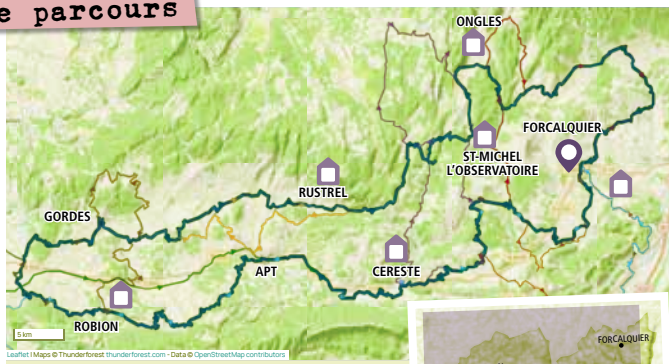 e parcours
ONGLES
FORCALQUIER
ST-MICHEL
L'OBSERVATOIRE
RUSTREL
GORDES
APT
CERESTE
5 km
ROBION
FORCALQUIER
Leaflet | Maps © Thunderforest thunderforest.com - Data © OpenStreetMap contributors